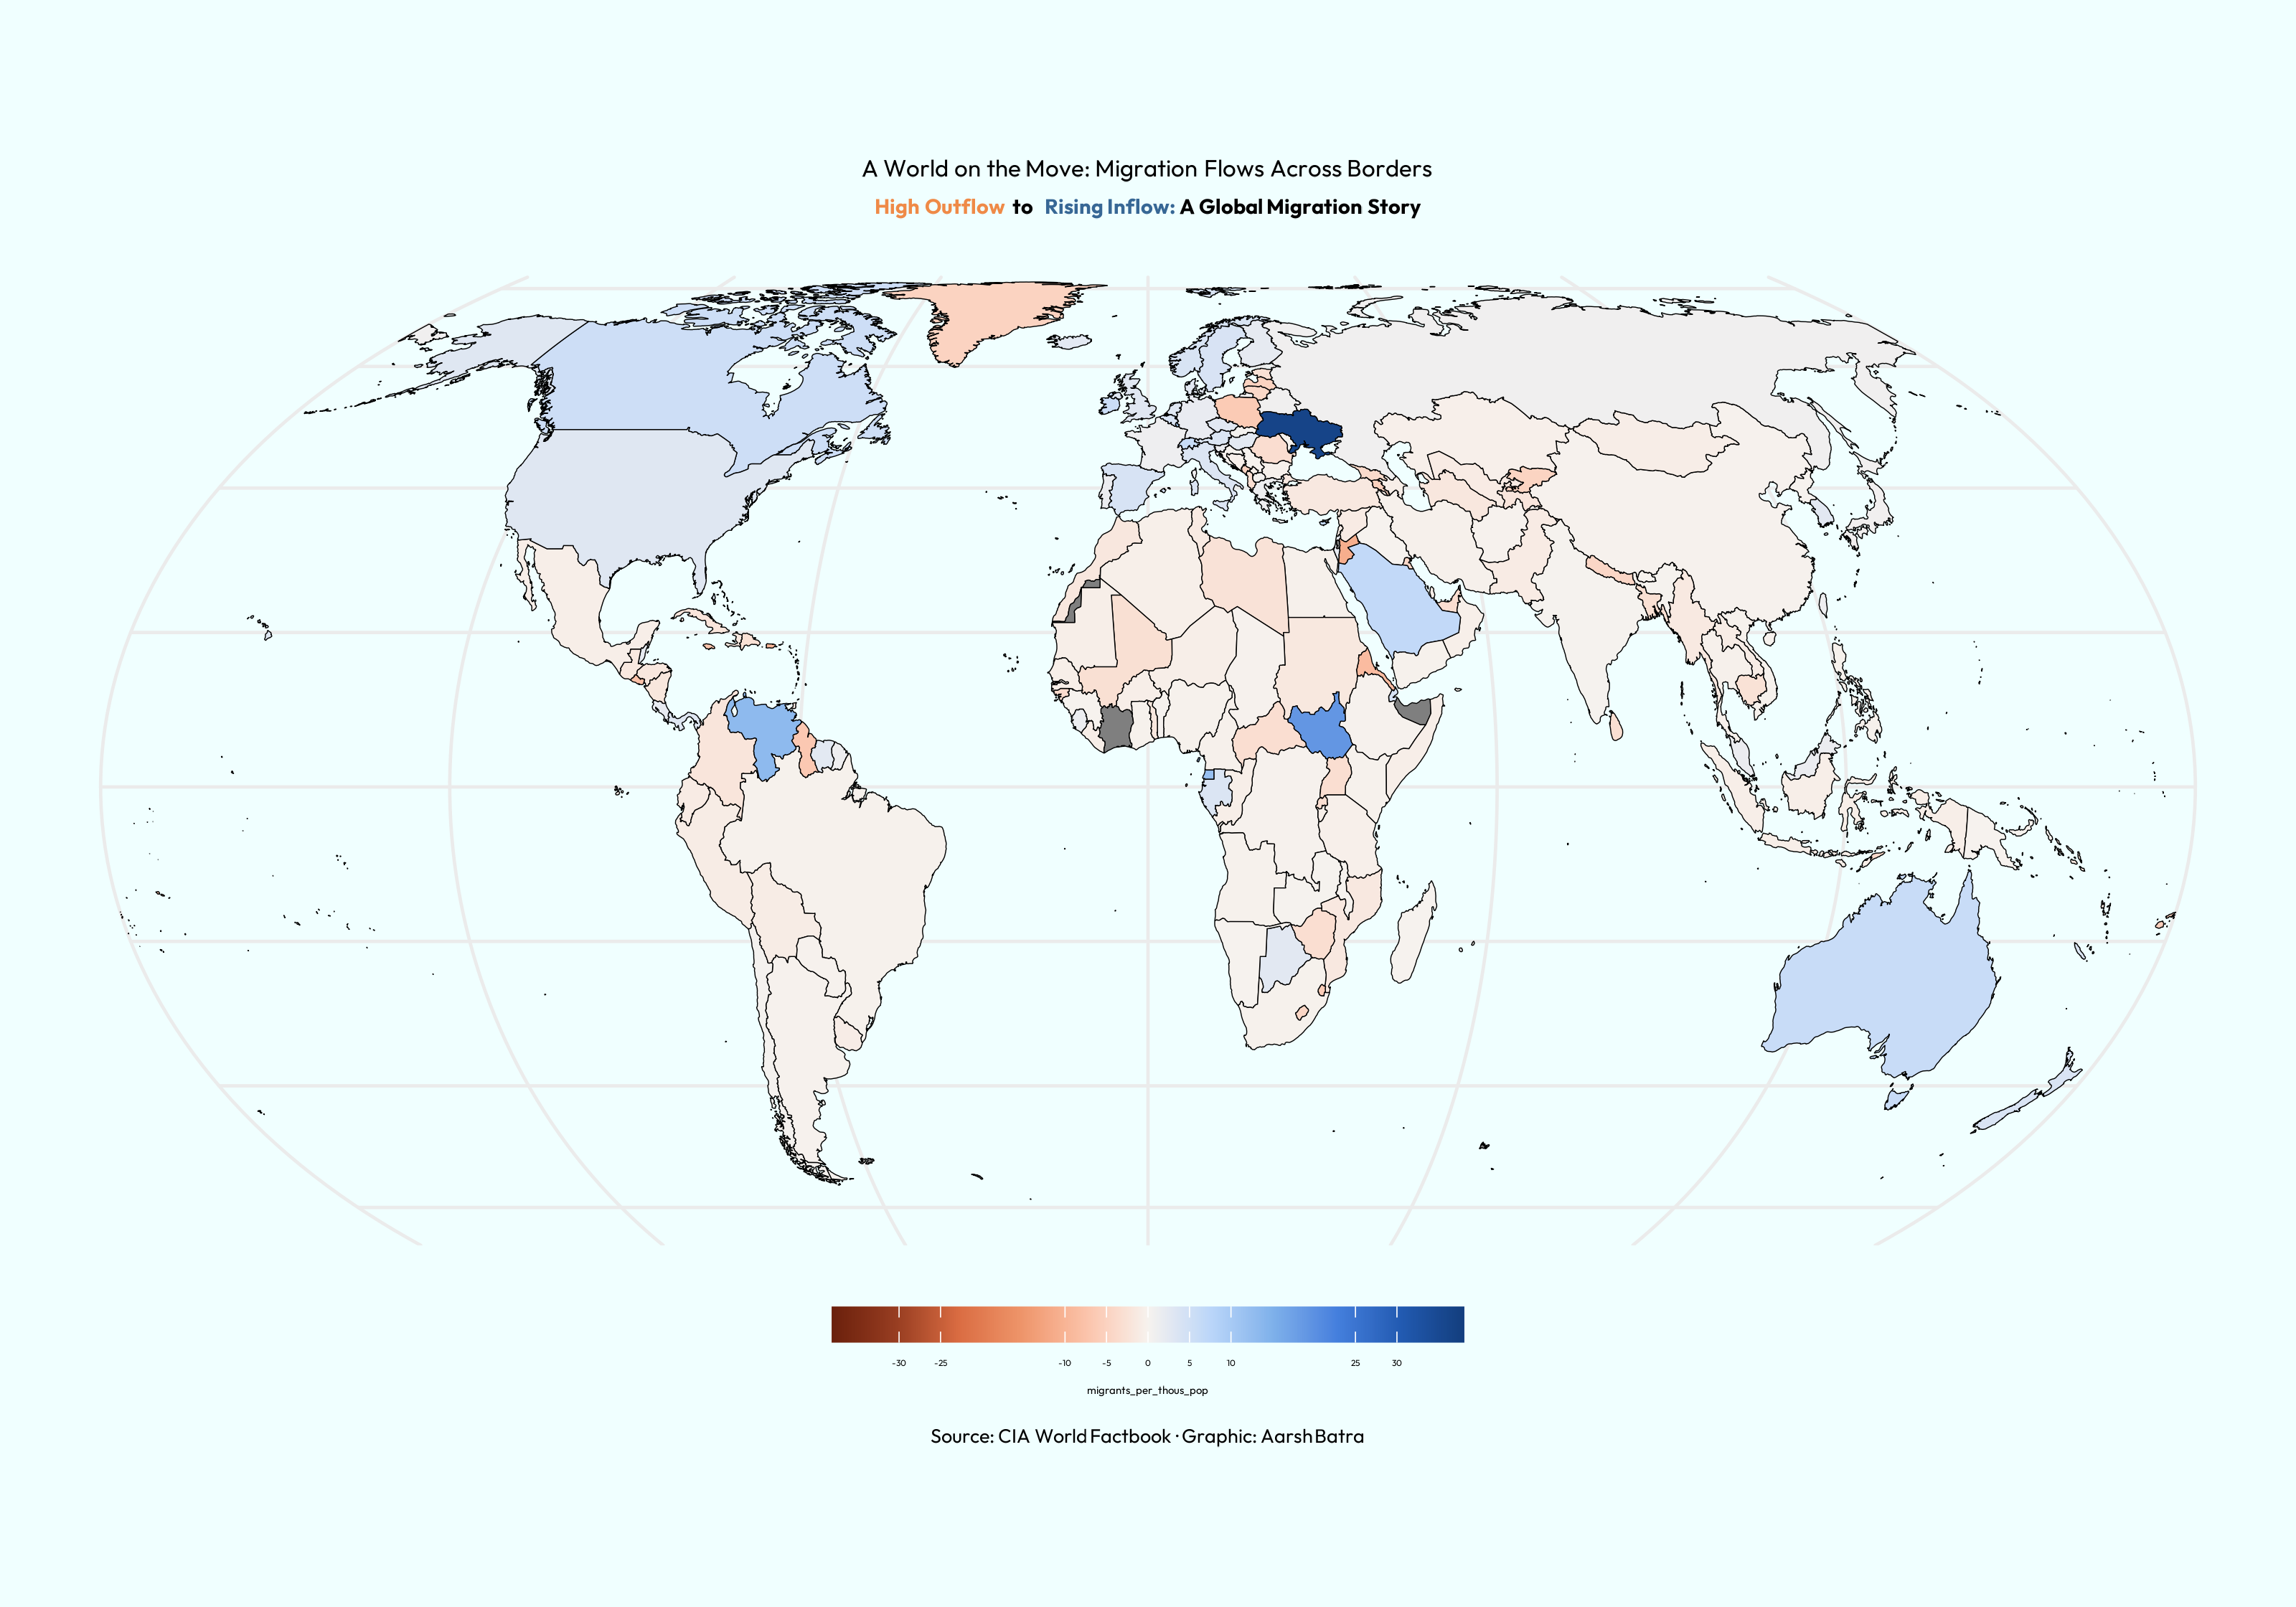 A World on the Move: Migration Flows Across Borders
High Outflow to Rising Inflow: A Global Migration Story
-30 -25 -10 -5 0 5 10 25 30
migrants_per_thous_pop
Source: CIA World Factbook · Graphic: Aarsh Batra